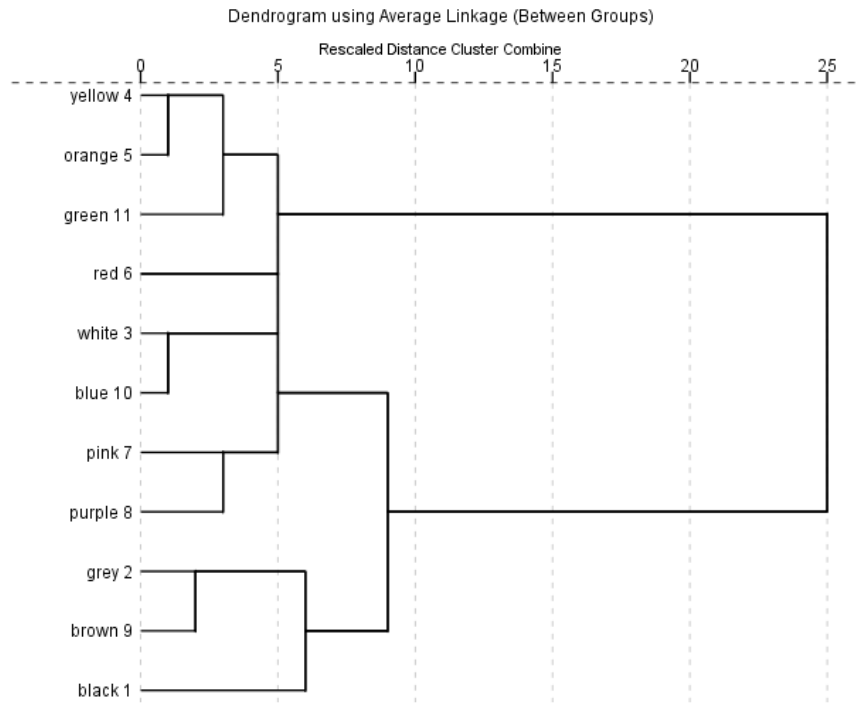 Dendrogram using Average Linkage (Between Groups)
Rescaled Distance Cluster Combine
0 5 10 15 20 25
yellow 4
orange 5
green 11
red 6
white 3
blue 10
pink 7
purple 8
grey 2
brown 9
black 1